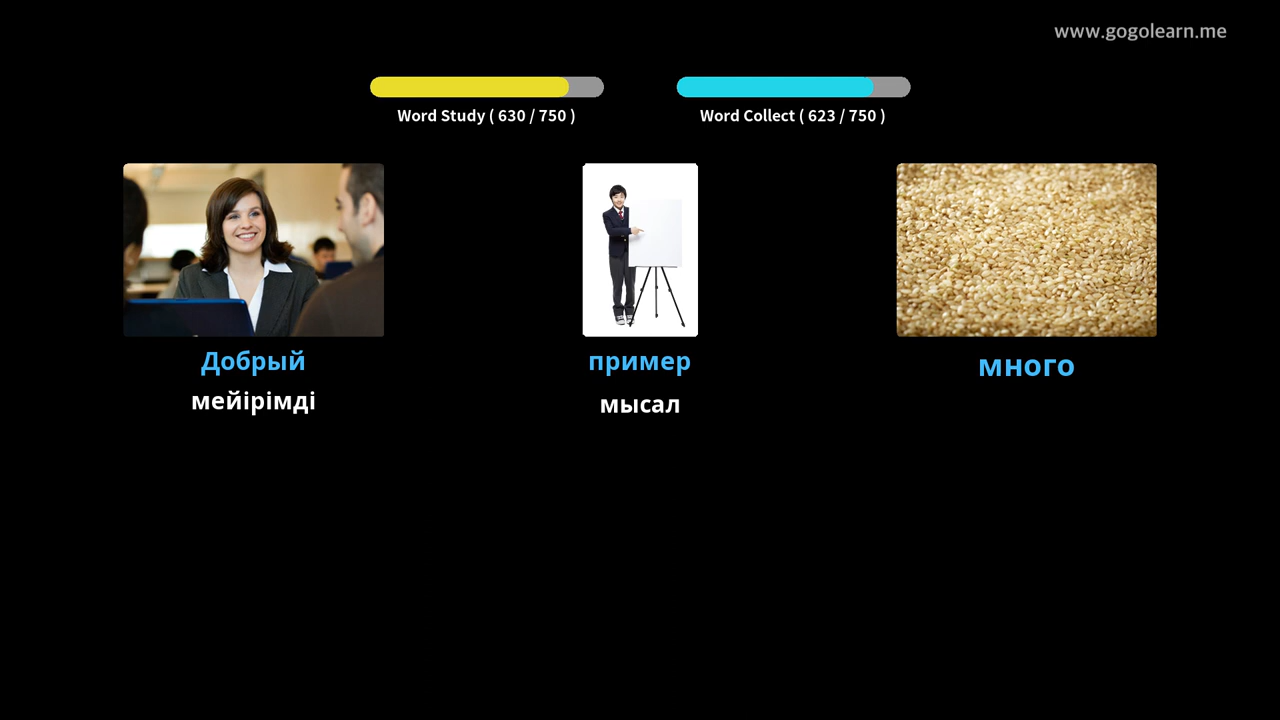 www.gogolearn.me
Word Study ( 630 / 750 )
Word Collect ( 623 / 750 )
Добрый
мейірімді
пример
мысал
много